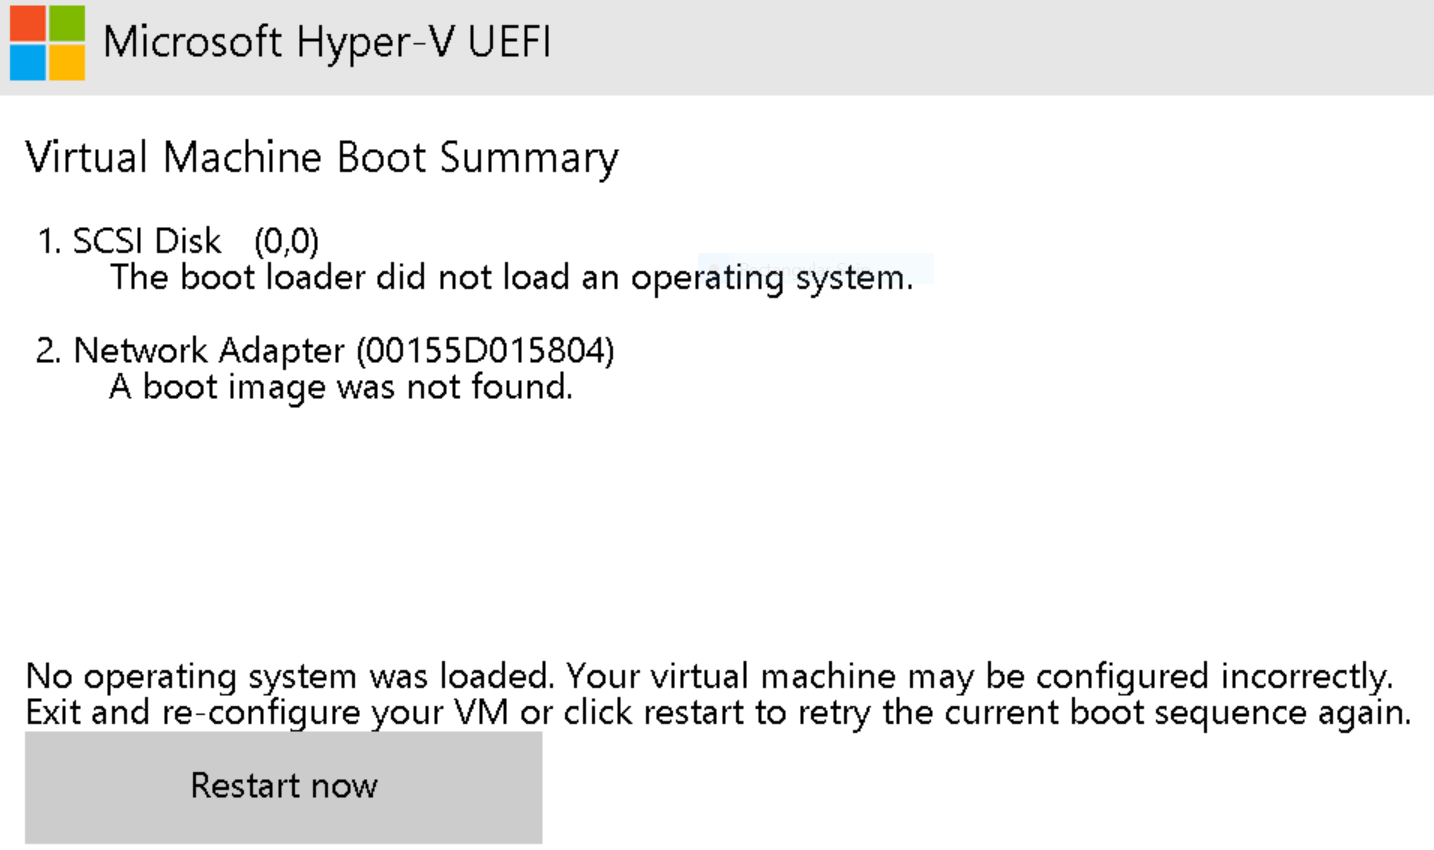 Microsoft Hyper-V UEFI
Virtual Machine Boot Summary
1. SCSI Disk (0,0)
The boot loader did not load an operating system.
2. Network Adapter (00155D015804)
A boot image was not found.
No operating system was loaded. Your virtual machine may be configured incorrectly.
Exit and re-configure your VM or click restart to retry the current boot sequence again.
Restart now